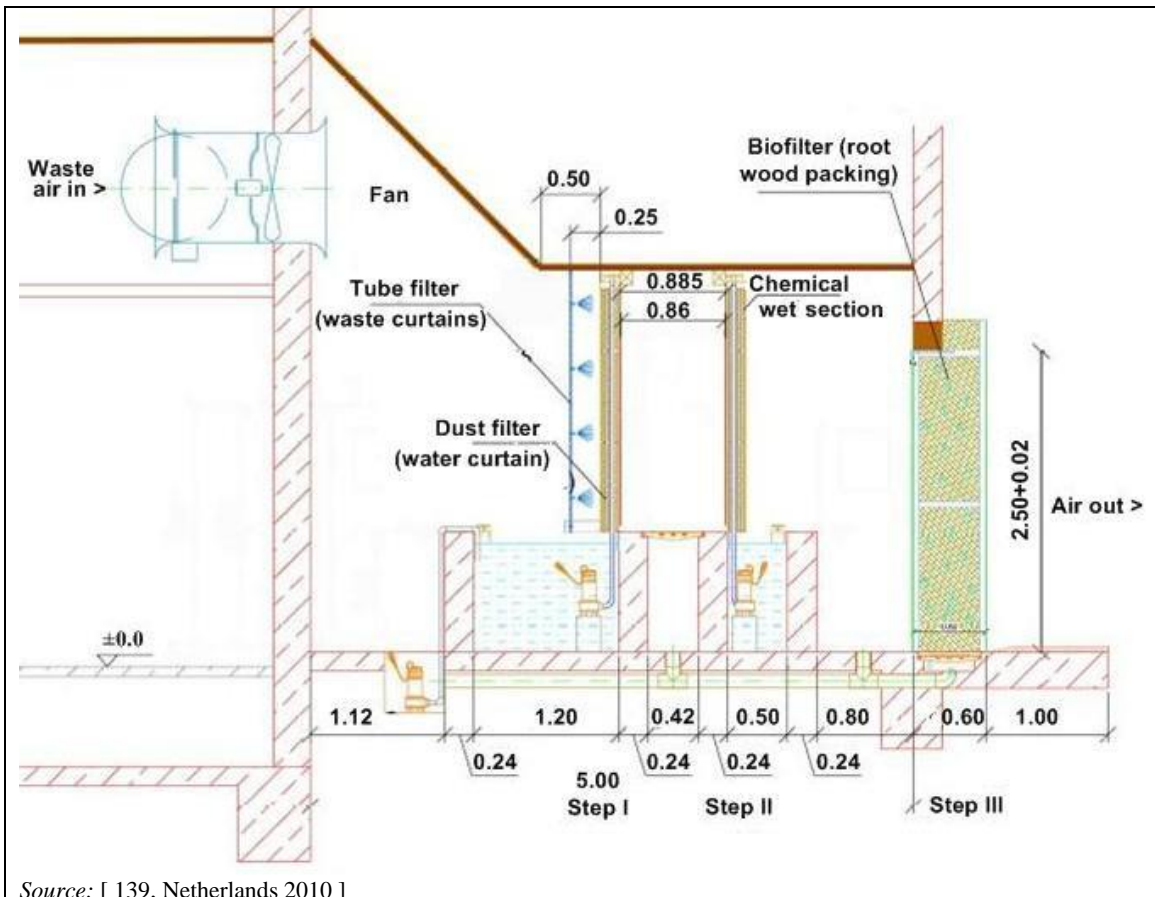 Waste
air in >
Fan
0.50
0.25
Biofilter (root
wood packing)
Tube filter
(waste curtains)
0.885
0.86
Chemical
wet section
Dust filter
(water curtain)
2.50+0.02
Air out >
±0.0
1.12
1.20
0.42
0.50
0.80
0.60
1.00
0.24
0.24
0.24
0.24
5.00
Step I
Step II
Step III
Source: [ 139, Netherlands 2010 ]